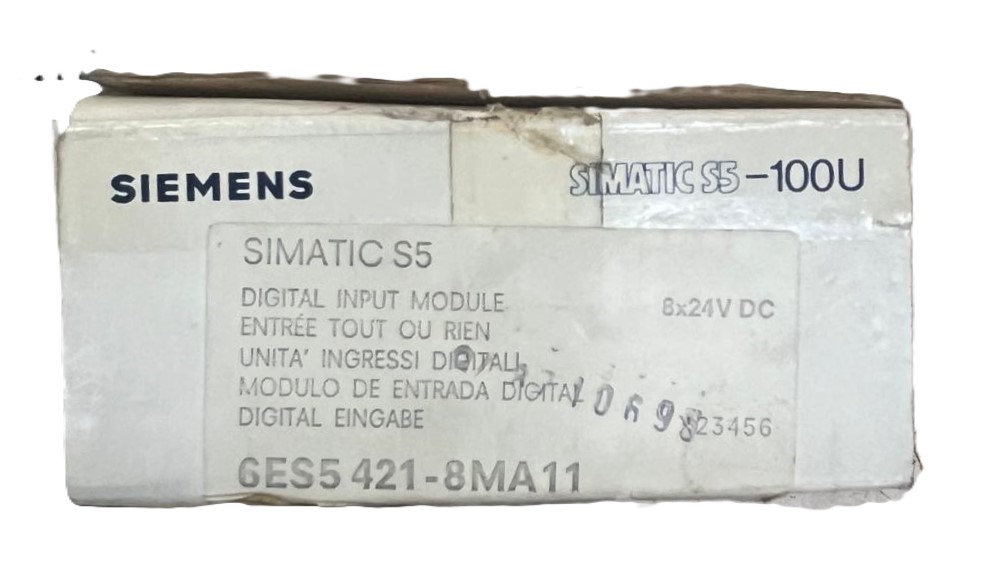 SIEMENS
SIMATIC S5-100U
SIMATIC S5
DIGITAL INPUT MODULE 8x24V DC
ENTRÉE TOUT OU RIEN
UNITA' INGRESSI DIGITALI
MODULO DE ENTRADA DIGITAL
DIGITAL EINGABE 23456
6ES5 421-8MA11